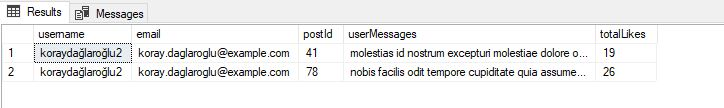 Results Messages
username email postId userMessages totalLikes
1 koraydağlaroğlu2 koray.daglaroglu@example.com 41 molestias id nostrum excepturi molestiae dolore o... 19
2 koraydağlaroğlu2 koray.daglaroglu@example.com 78 nobis facilis odit tempore cupiditate quia assume... 26